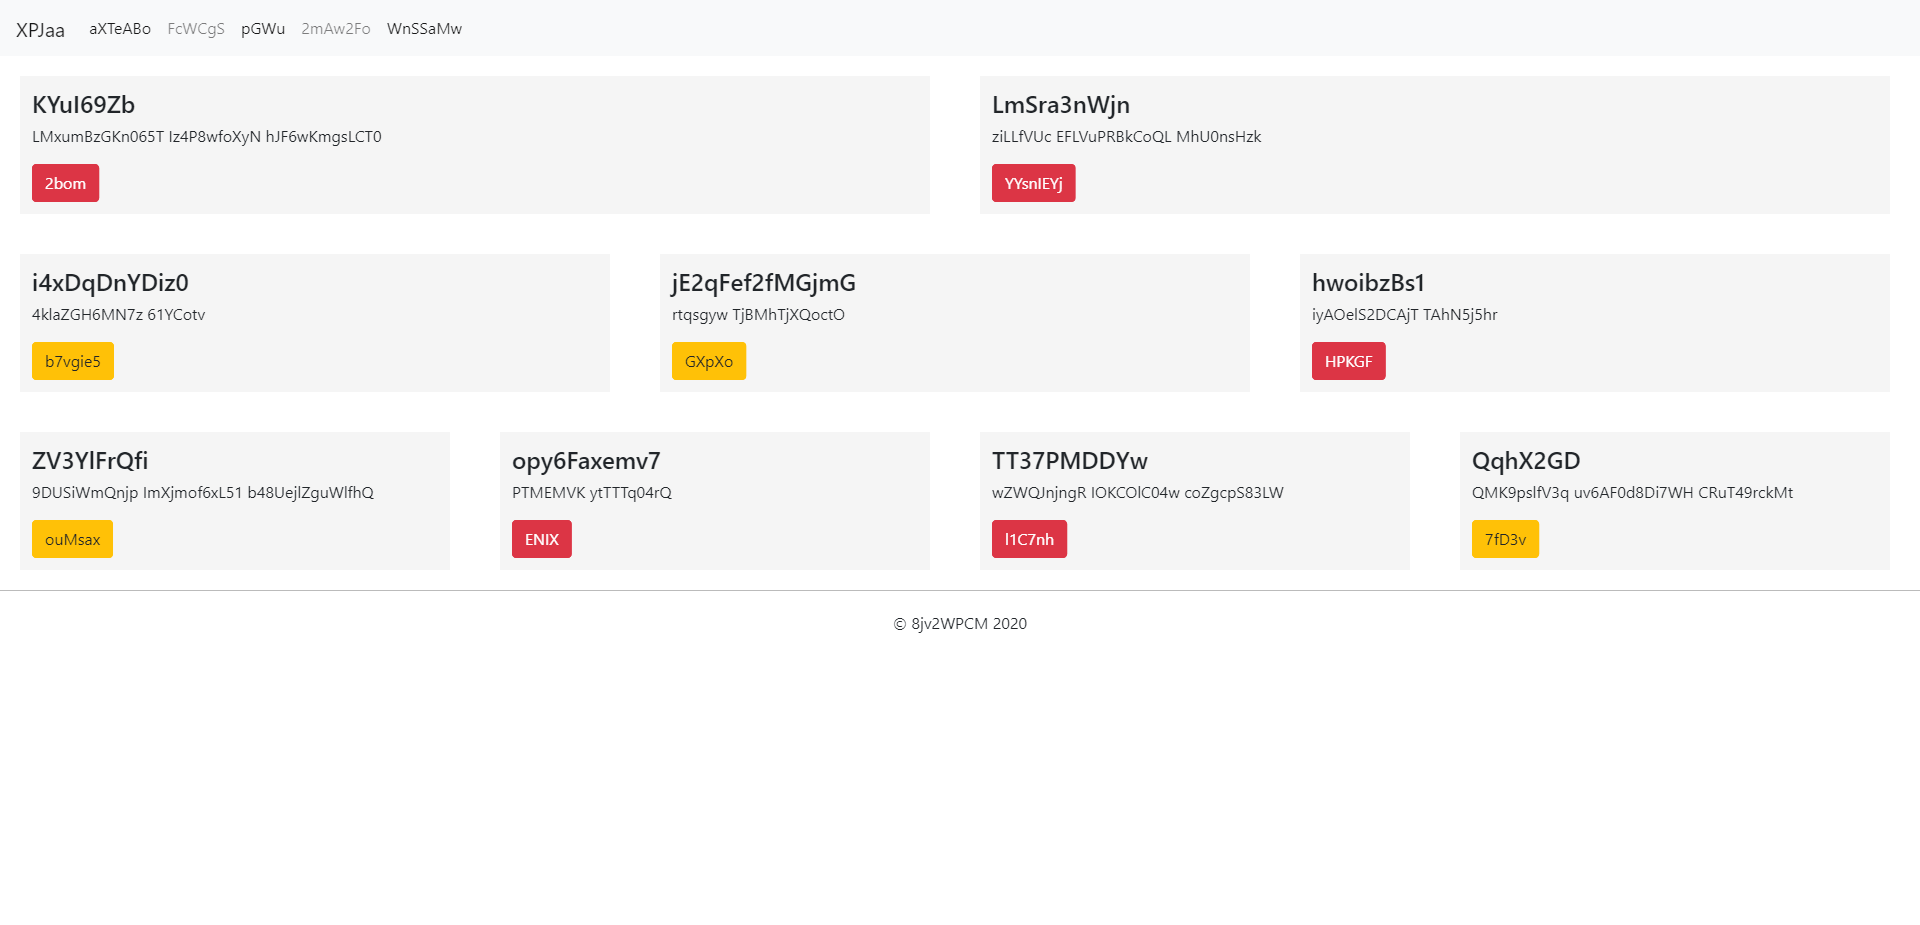 XPJaa aXTeABo FcWCgS pGWu 2mAw2Fo WnSSaMw
KYuI69Zb
LMxumBzGKn065T Iz4P8wfoXyN hJF6wKmgsLCT0
2bom
LmSra3nWjn
ziLLfVUc EFLVuPRBkCoQL MhU0nsHzk
YYsnIEYj
i4xDqDnYDiz0
4klaZGH6MN7z 61YCotv
b7vgie5
jE2qFef2fMGjmG
rtqsgyw TjBMhTjXQoctO
GXpXo
hwoibzBs1
iyAOelS2DCAjT TAhN5j5hr
HPKGF
ZV3YlFrQfi
9DUSiWmQnjp ImXjmof6xL51 b48UejlZguWlfhQ
ouMsax
opy6Faxemv7
PTMEMVK ytTTTq04rQ
ENIX
TT37PMDDYw
wZWQJnjngR IOKCOlC04w coZgcpS83LW
l1C7nh
QqhX2GD
QMK9pslfV3q uv6AF0d8Di7WH CRuT49rckMt
7fD3v
© 8jv2WPCM 2020